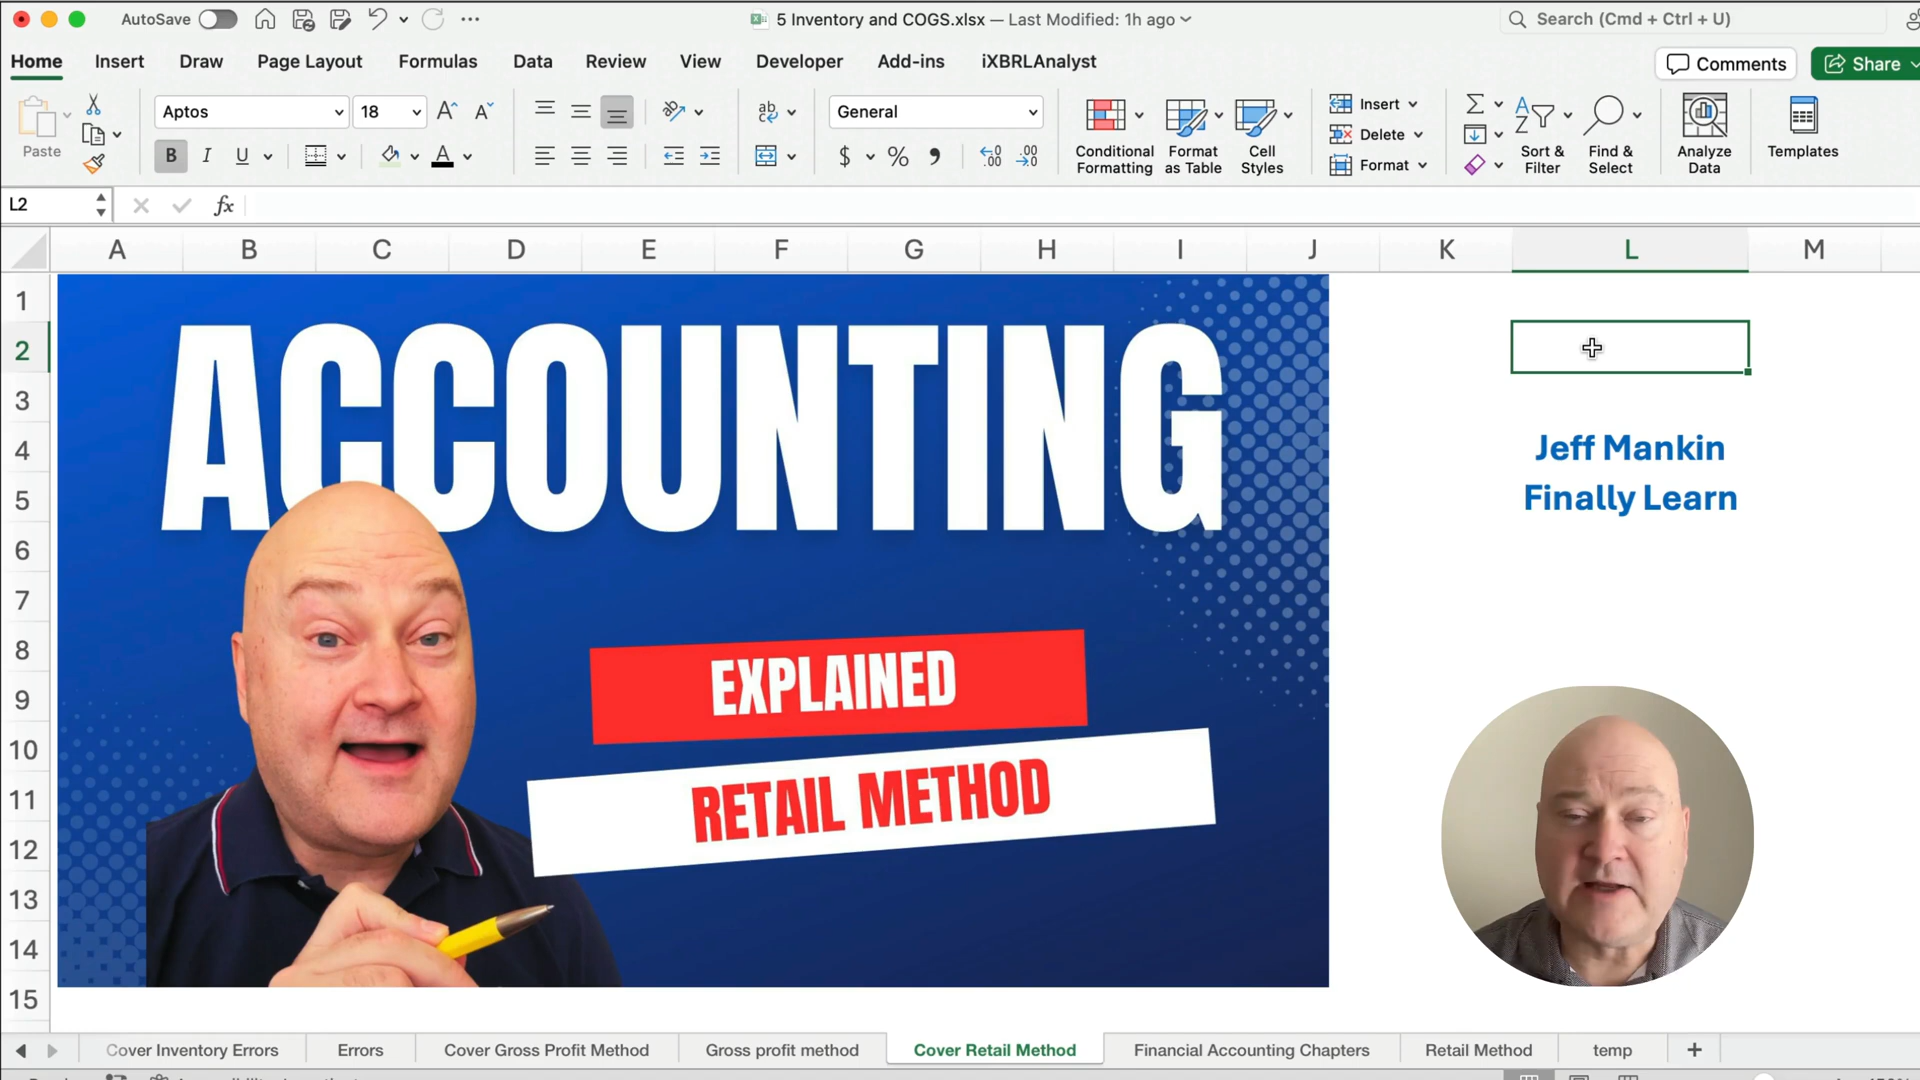 AutoSave
5 Inventory and COGS.xlsx — Last Modified: 1h ago
Search (Cmd + Ctrl + U)
Home Insert Draw Page Layout Formulas Data Review View Developer Add-ins iXBRLAnalyst
Comments
Share
Paste
Aptos
18
General
Conditional Formatting
Format as Table
Cell Styles
Insert
Delete
Format
Sort & Filter
Find & Select
Analyze Data
Templates
L2
fx
A B C D E F G H I J K L M
1
2
3
4
5
6
7
8
9
10
11
12
13
14
15
ACCOUNTING
EXPLAINED
RETAIL METHOD
Jeff Mankin
Finally Learn
Cover Inventory Errors
Errors
Cover Gross Profit Method
Gross profit method
Cover Retail Method
Financial Accounting Chapters
Retail Method
temp